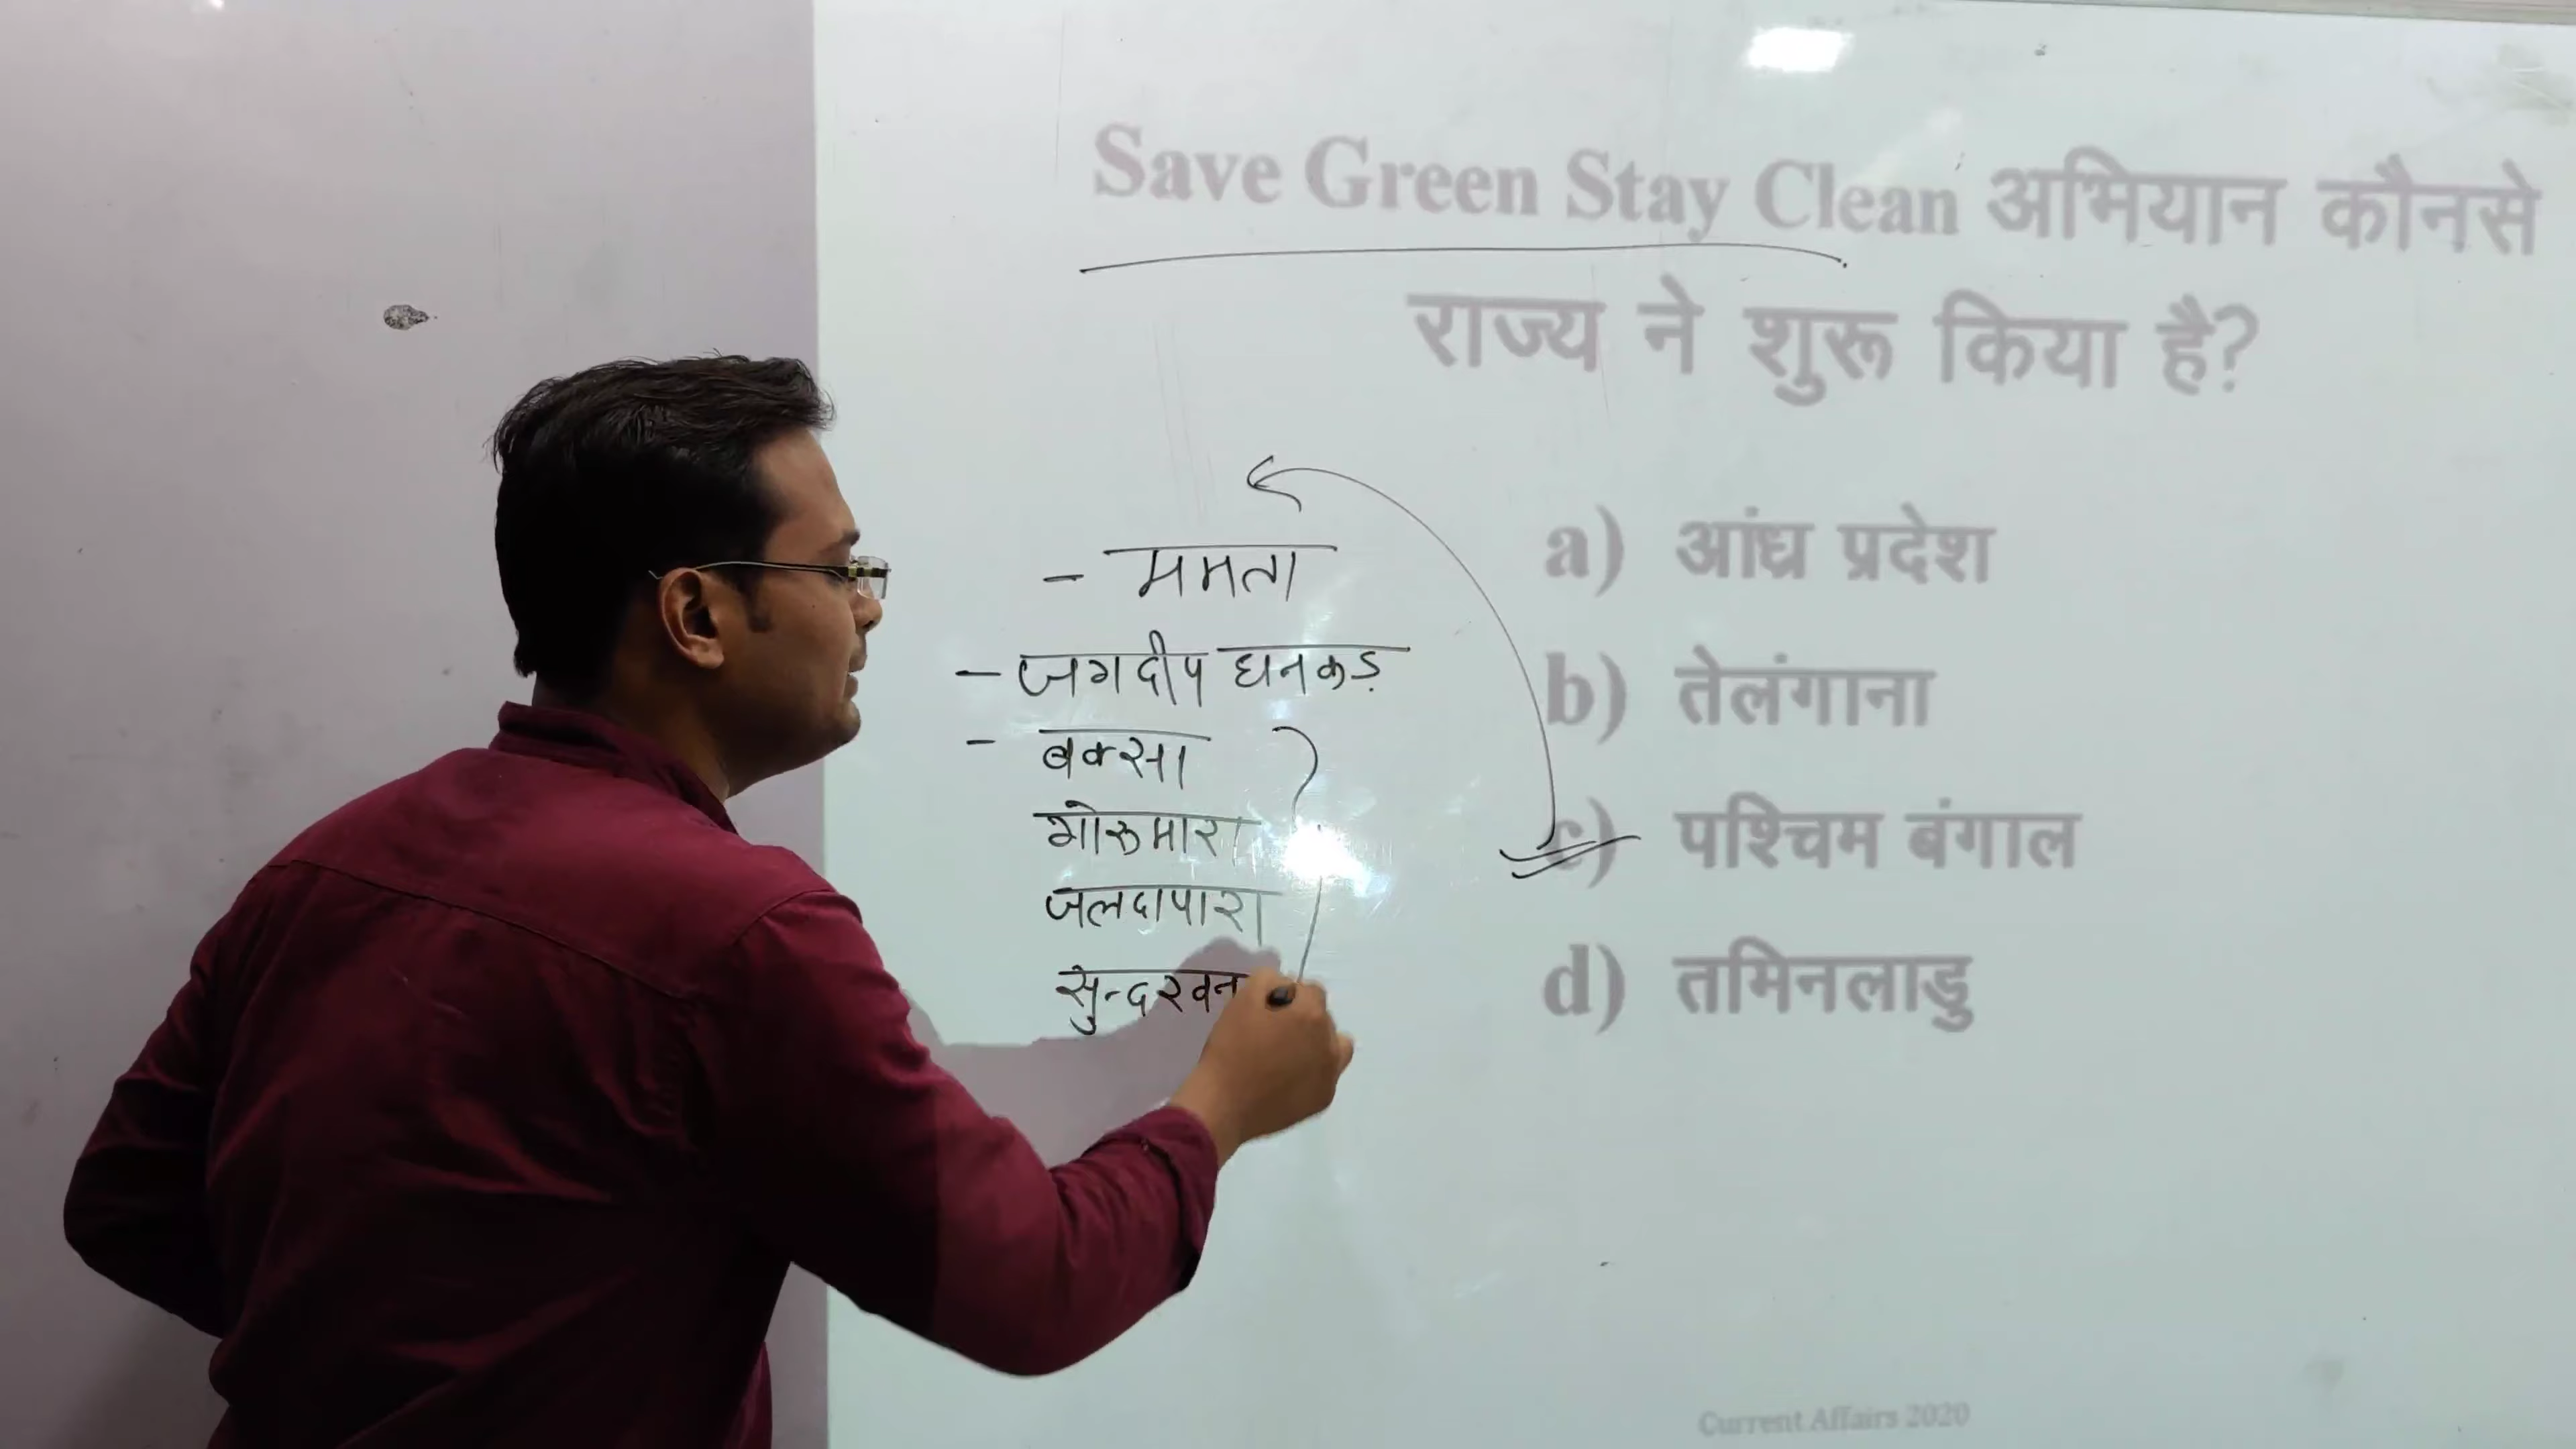 Save Green Stay Clean अभियान कौनसे
राज्य ने शुरू किया है?
a) आंध्र प्रदेश
b) तेलंगाना
c) पश्चिम बंगाल
d) तमिनलाडु
- ममता
- जगदीप धनकड़
- बक्सा
गोरूमारा
जलदापारा
सुन्दरवन
Current Affairs 2020